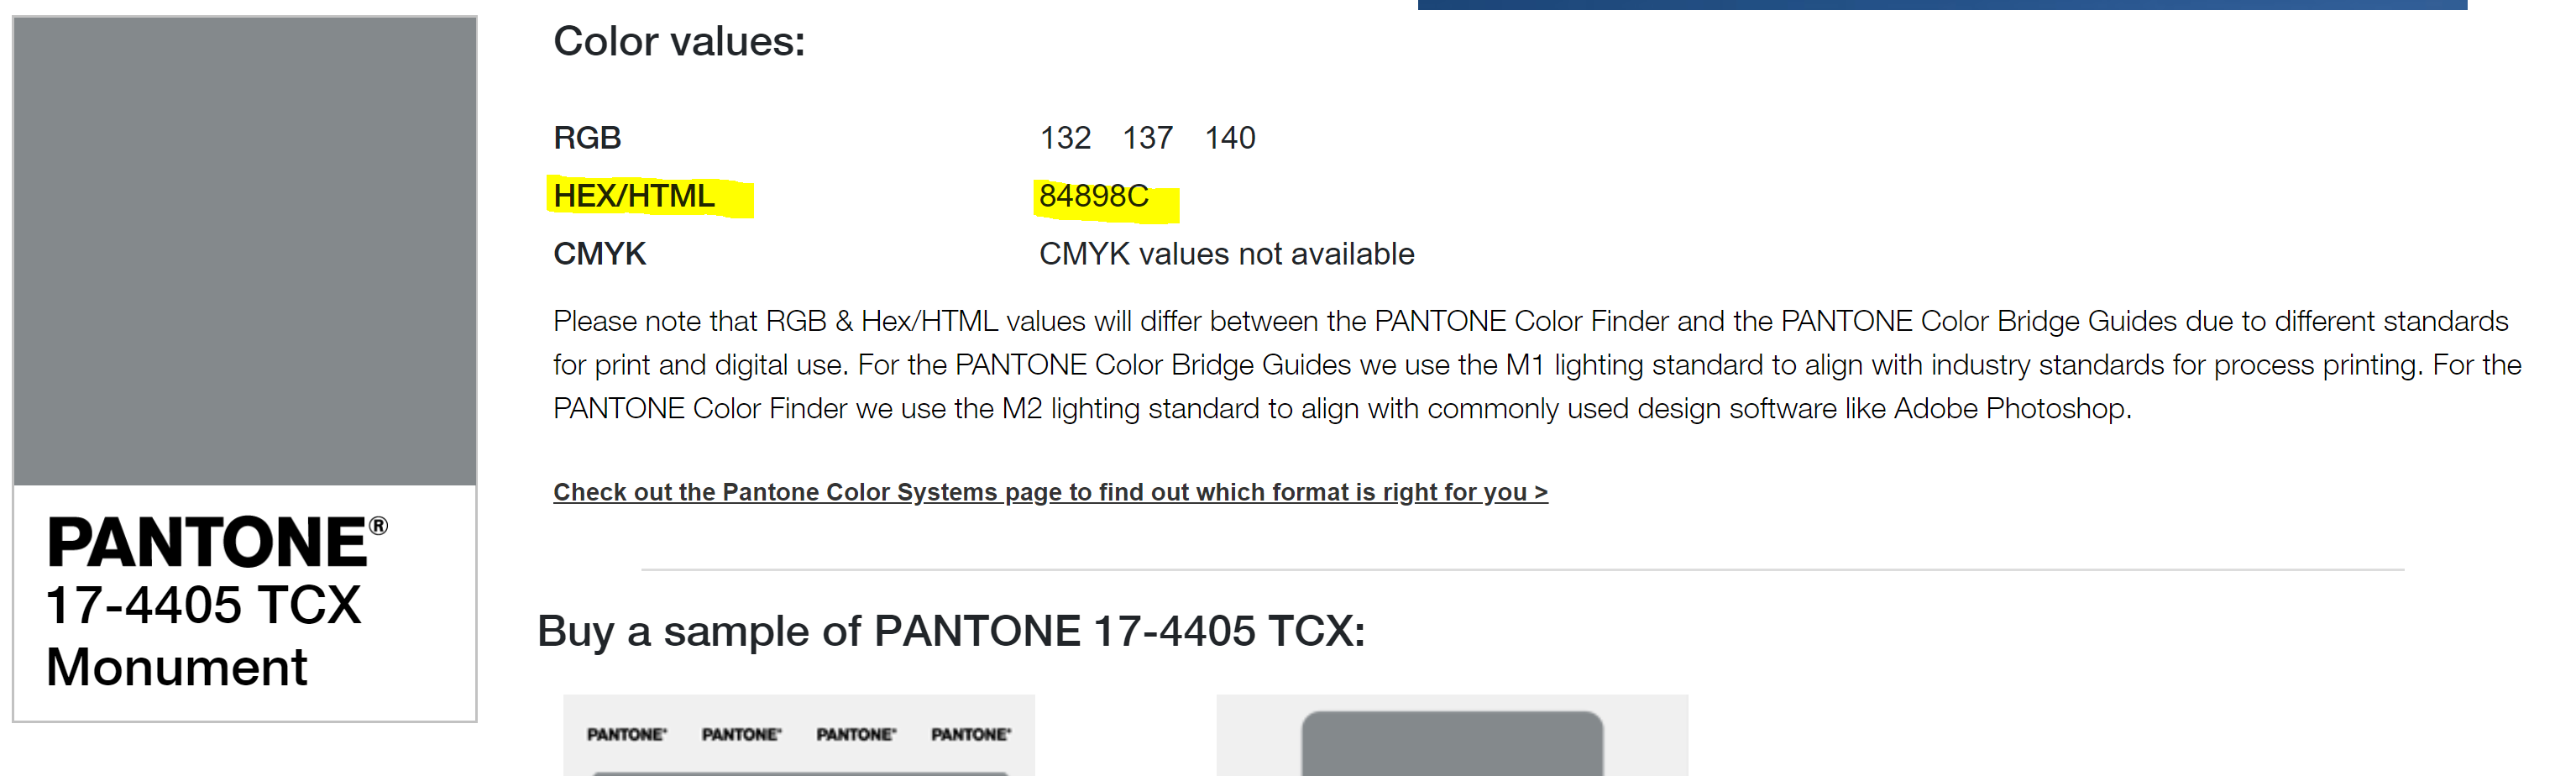 Color values:
RGB 132 137 140
HEX/HTML 84898C
CMYK CMYK values not available
Please note that RGB & Hex/HTML values will differ between the PANTONE Color Finder and the PANTONE Color Bridge Guides due to different standards
for print and digital use. For the PANTONE Color Bridge Guides we use the M1 lighting standard to align with industry standards for process printing. For the
PANTONE Color Finder we use the M2 lighting standard to align with commonly used design software like Adobe Photoshop.
Check out the Pantone Color Systems page to find out which format is right for you >
PANTONE®
17-4405 TCX
Monument
Buy a sample of PANTONE 17-4405 TCX:
PANTONE® PANTONE® PANTONE® PANTONE®